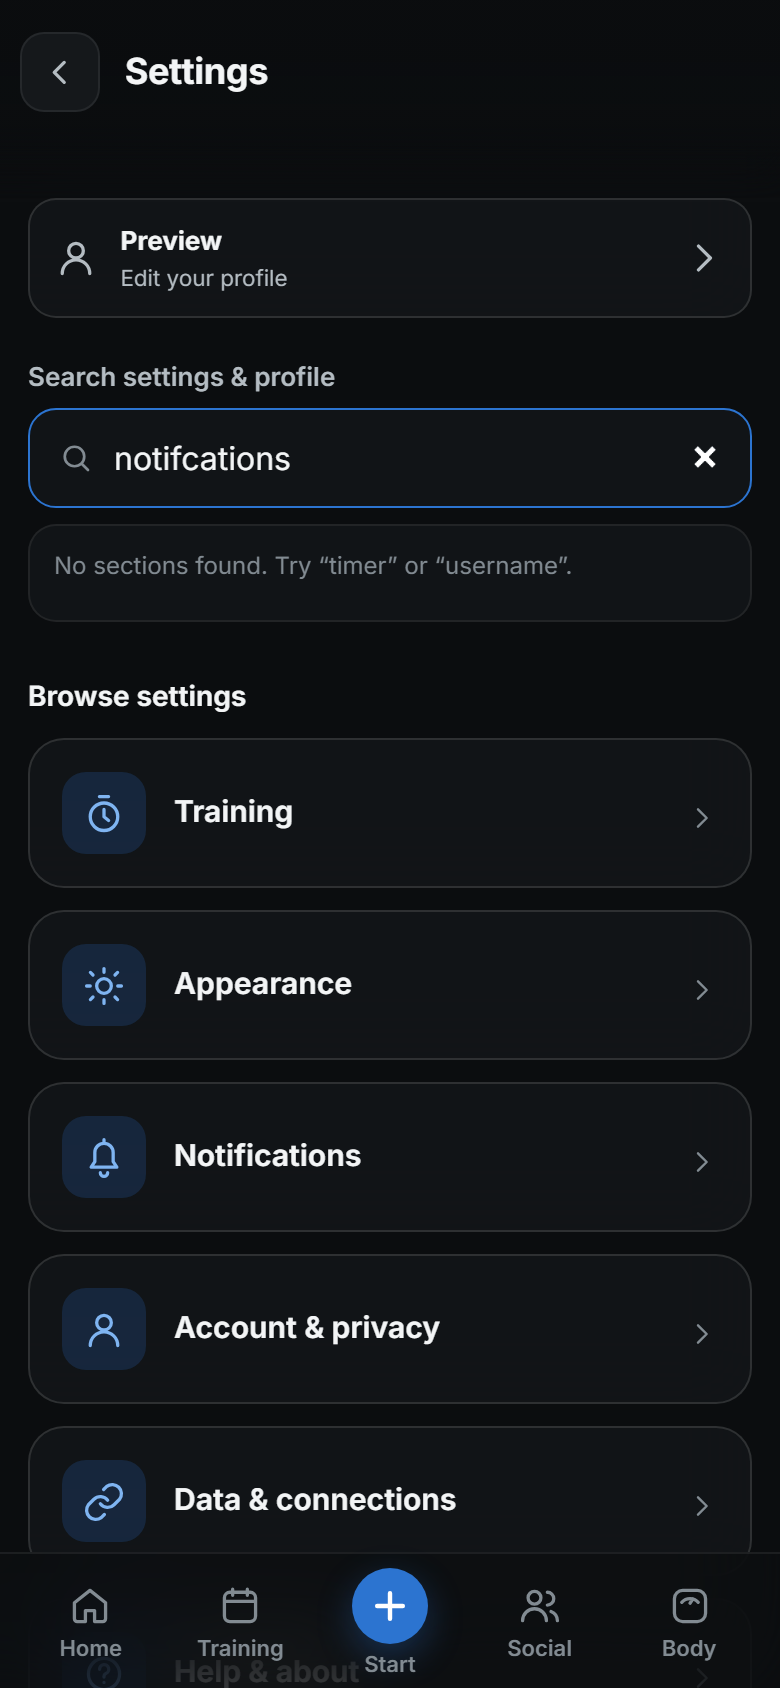 Settings
Preview
Edit your profile
Search settings & profile
notifcations
No sections found. Try “timer” or “username”.
Browse settings
Training
Appearance
Notifications
Account & privacy
Data & connections
Help & about
Home
Training
Start
Social
Body